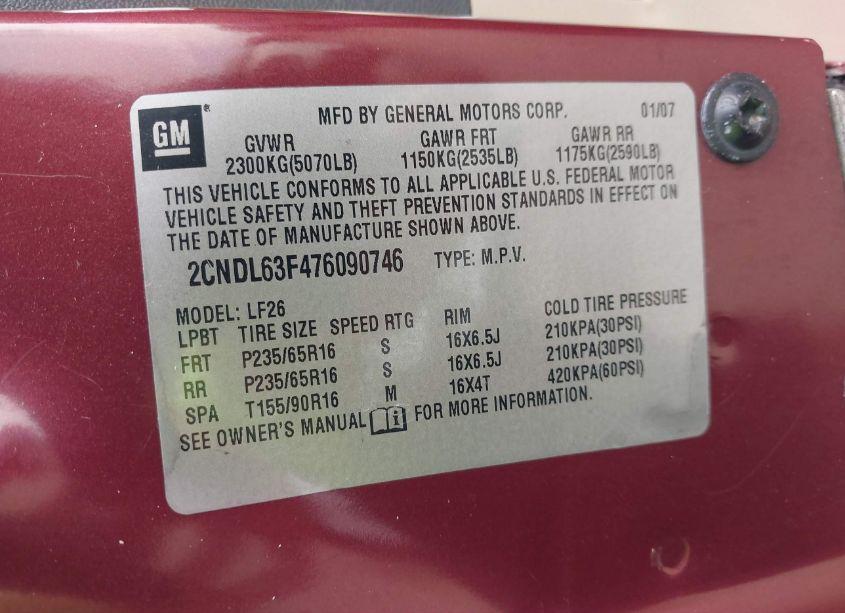 GM
MFD BY GENERAL MOTORS CORP. 01/07
GVWR GAWR FRT GAWR RR
2300KG(5070LB) 1150KG(2535LB) 1175KG(2590LB)
THIS VEHICLE CONFORMS TO ALL APPLICABLE U.S. FEDERAL MOTOR
VEHICLE SAFETY AND THEFT PREVENTION STANDARDS IN EFFECT ON
THE DATE OF MANUFACTURE SHOWN ABOVE.
2CNDL63F476090746 TYPE: M.P.V.
MODEL: LF26
LPBT TIRE SIZE SPEED RTG RIM COLD TIRE PRESSURE
FRT P235/65R16 S 16X6.5J 210KPA(30PSI)
RR P235/65R16 S 16X6.5J 210KPA(30PSI)
SPA T155/90R16 M 16X4T 420KPA(60PSI)
SEE OWNER'S MANUAL i FOR MORE INFORMATION.